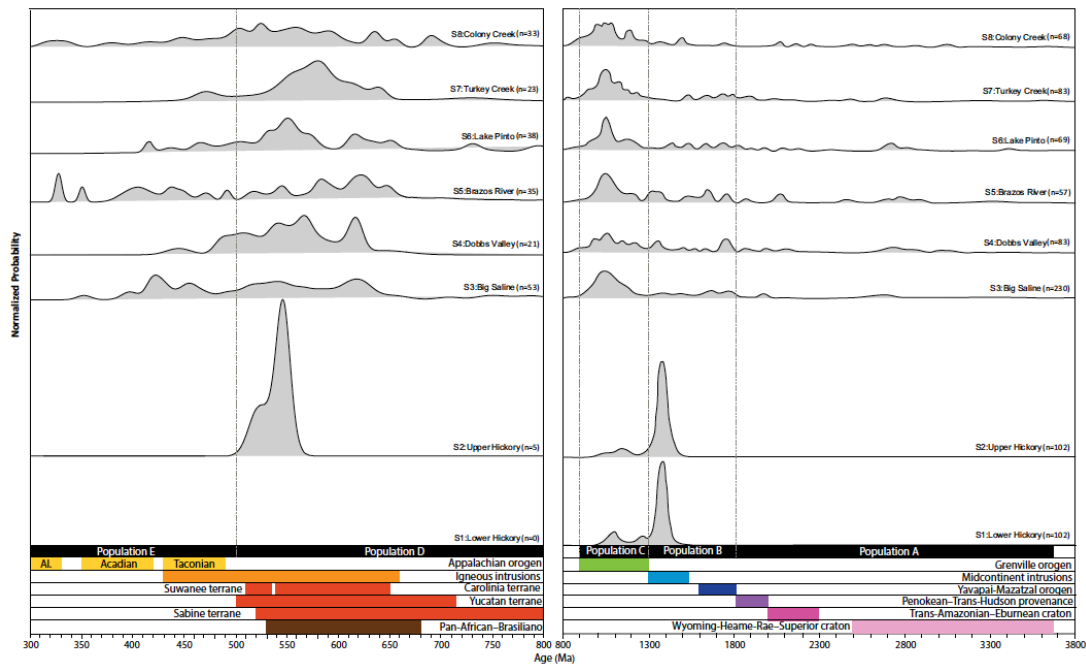 Normalized Probability
S8:Colony Creek (n=33)
S7:Turkey Creek (n=23)
S6:Lake Pinto (n=38)
S5:Brazos River (n=35)
S4:Dobbs Valley (n=21)
S3:Big Saline (n=53)
S2:Upper Hickory (n=5)
S1:Lower Hickory (n=0)
S8:Colony Creek (n=68)
S7:Turkey Creek (n=83)
S6:Lake Pinto (n=69)
S5:Brazos River (n=57)
S4:Dobbs Valley (n=83)
S3:Big Saline (n=230)
S2:Upper Hickory (n=102)
S1:Lower Hickory (n=102)
Population E Population D
AL Acadian Taconian Appalachian orogen
Igneous intrusions
Suwanee terrane Carolinia terrane
Yucatan terrane
Sabine terrane
Pan-African–Brasiliano
300 400 500 600 700 800
Population C Population B Population A
Grenville orogen
Midcontinent intrusions
Yavapai-Mazatzal orogen
Penokean–Trans-Hudson provenance
Trans-Amazonian–Eburnean craton
Wyoming-Hearne-Rae–Superior craton
800 1300 1800 2300 2800 3300 3800
Age (Ma)